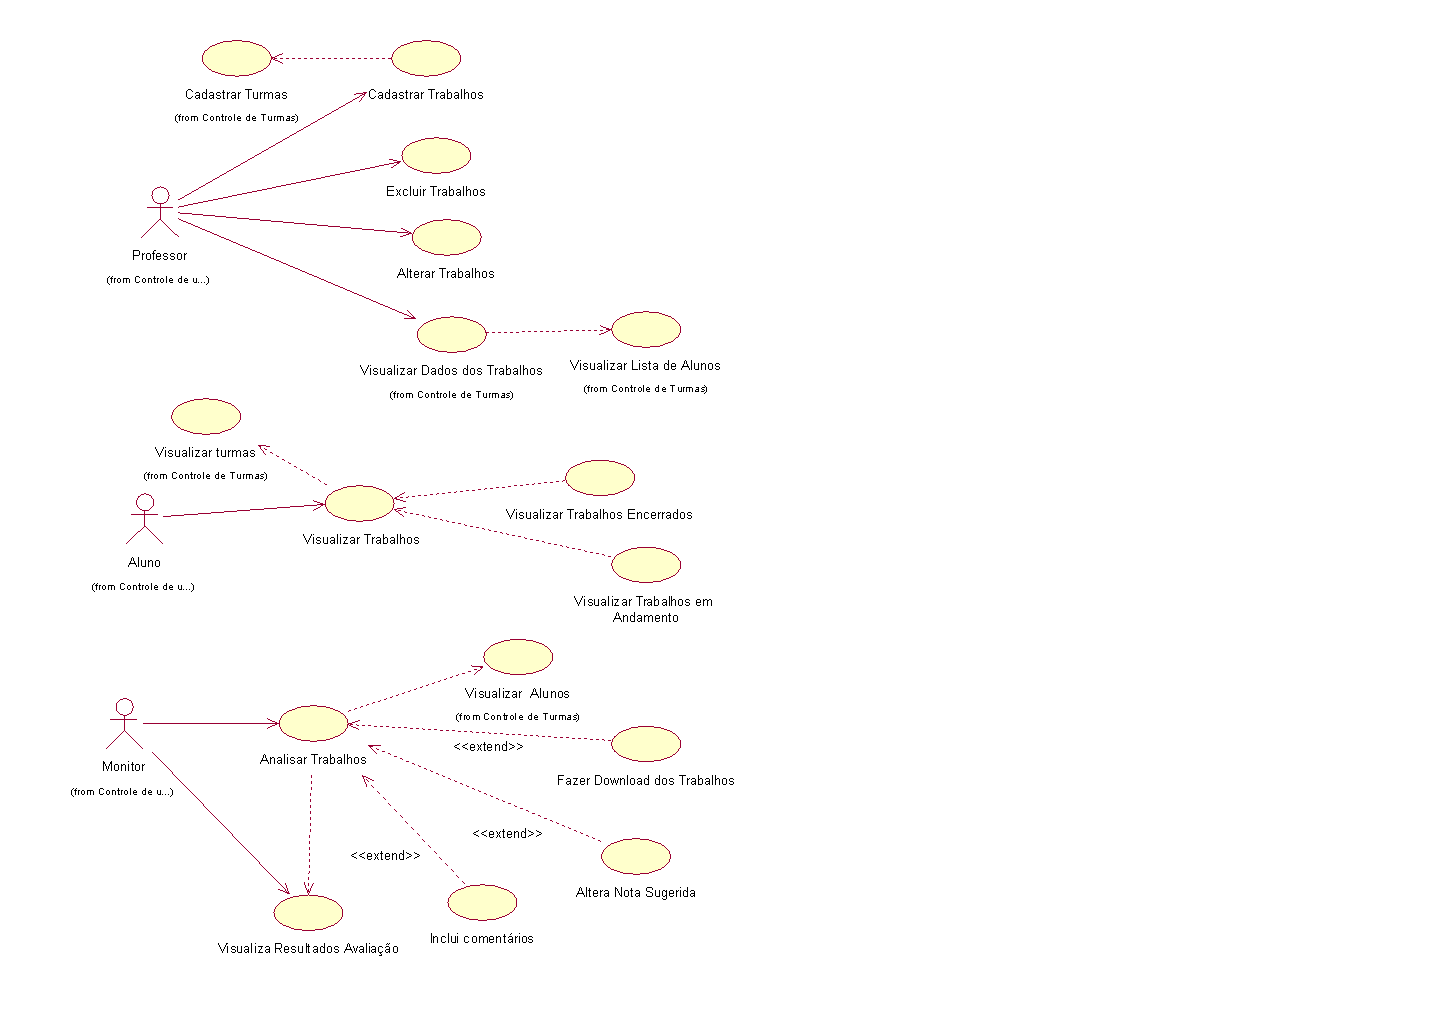 Cadastrar Turmas
(from Controle de Turmas)
Cadastrar Trabalhos
Excluir Trabalhos
Professor
(from Controle de u...)
Alterar Trabalhos
Visualizar Dados dos Trabalhos
(from Controle de Turmas)
Visualizar Lista de Alunos
(from Controle de Turmas)
Visualizar turmas
(from Controle de Turmas)
Visualizar Trabalhos Encerrados
Visualizar Trabalhos
Aluno
(from Controle de u...)
Visualizar Trabalhos em
Andamento
Visualizar  Alunos
(from Controle de Turmas)
<<extend>>
Analisar Trabalhos
Monitor
(from Controle de u...)
Fazer Download dos Trabalhos
<<extend>>
<<extend>>
Altera Nota Sugerida
Inclui comentários
Visualiza Resultados Avaliação